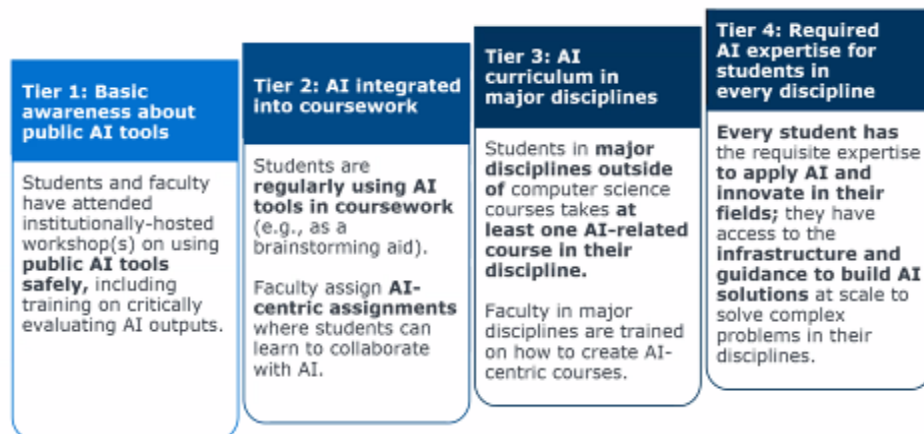 Tier 1: Basic
awareness about
public AI tools
Students and faculty
have attended
institutionally-hosted
workshop(s) on using
public AI tools
safely, including
training on critically
evaluating AI outputs.
Tier 2: AI integrated
into coursework
Students are
regularly using AI
tools in coursework
(e.g., as a
brainstorming aid).
Faculty assign AI-
centric assignments
where students can
learn to collaborate
with AI.
Tier 3: AI
curriculum in
major disciplines
Students in major
disciplines outside
of computer science
courses takes at
least one AI-related
course in their
discipline.
Faculty in major
disciplines are trained
on how to create AI-
centric courses.
Tier 4: Required
AI expertise for
students in
every discipline
Every student has
the requisite expertise
to apply AI and
innovate in their
fields; they have
access to the
infrastructure and
guidance to build AI
solutions at scale to
solve complex
problems in their
disciplines.